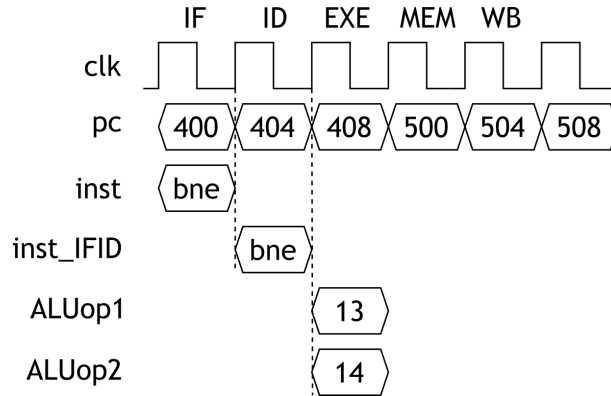 IF ID EXE MEM WB
clk
pc 400 404 408 500 504 508
inst bne
inst_IFID bne
ALUop1 13
ALUop2 14